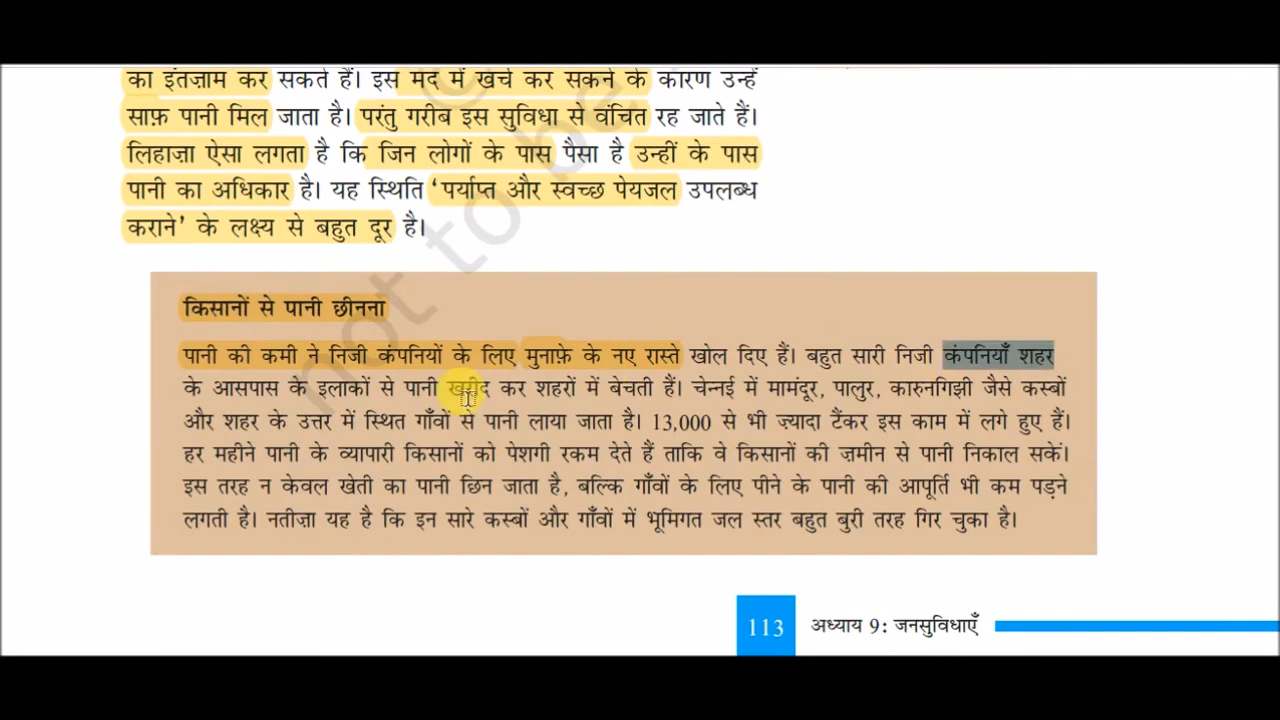 का इंतज़ाम कर सकते हैं। इस मद में खर्च कर सकने के कारण उन्हें
साफ़ पानी मिल जाता है। परंतु गरीब इस सुविधा से वंचित रह जाते हैं।
लिहाज़ा ऐसा लगता है कि जिन लोगों के पास पैसा है उन्हीं के पास
पानी का अधिकार है। यह स्थिति ‘पर्याप्त और स्वच्छ पेयजल उपलब्ध
कराने’ के लक्ष्य से बहुत दूर है।
not to be
किसानों से पानी छीनना
पानी की कमी ने निजी कंपनियों के लिए मुनाफ़े के नए रास्ते खोल दिए हैं। बहुत सारी निजी कंपनियाँ शहर
के आसपास के इलाकों से पानी खरीद कर शहरों में बेचती हैं। चेन्नई में मामंदूर, पालुर, कारुनगिझी जैसे कस्बों
और शहर के उत्तर में स्थित गाँवों से पानी लाया जाता है। 13,000 से भी ज़्यादा टैंकर इस काम में लगे हुए हैं।
हर महीने पानी के व्यापारी किसानों को पेशगी रकम देते हैं ताकि वे किसानों की ज़मीन से पानी निकाल सकें।
इस तरह न केवल खेती का पानी छिन जाता है, बल्कि गाँवों के लिए पीने के पानी की आपूर्ति भी कम पड़ने
लगती है। नतीज़ा यह है कि इन सारे कस्बों और गाँवों में भूमिगत जल स्तर बहुत बुरी तरह गिर चुका है।
113 अध्याय 9: जनसुविधाएँ